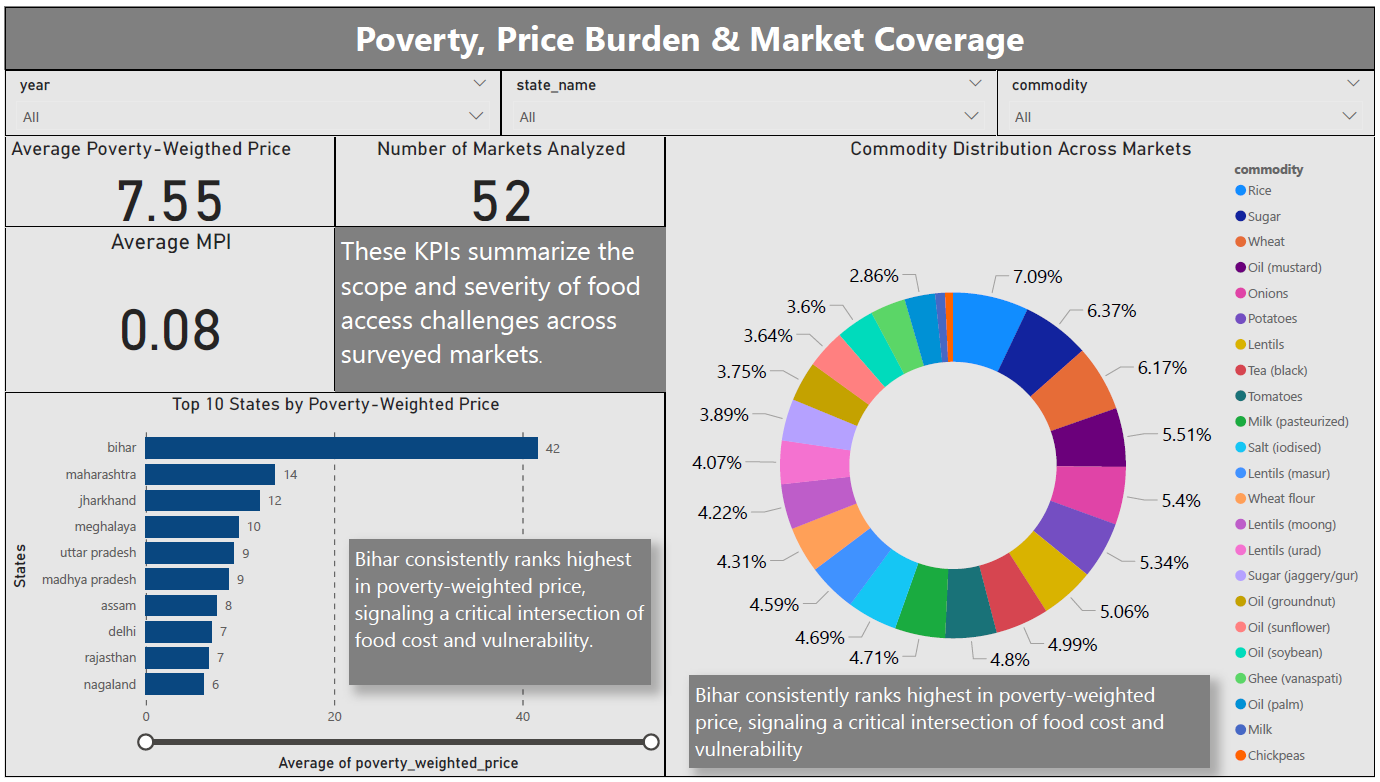 Poverty, Price Burden & Market Coverage
year
All
state_name
All
commodity
All
Average Poverty-Weigthed Price
7.55
Number of Markets Analyzed
52
Average MPI
0.08
These KPIs summarize the
scope and severity of food
access challenges across
surveyed markets.
Top 10 States by Poverty-Weighted Price
States
bihar 42
maharashtra 14
jharkhand 12
meghalaya 10
uttar pradesh 9
madhya pradesh 9
assam 8
delhi 7
rajasthan 7
nagaland 6
0 20 40
Average of poverty_weighted_price
Bihar consistently ranks highest
in poverty-weighted price,
signaling a critical intersection of
food cost and vulnerability.
Commodity Distribution Across Markets
7.09%
6.37%
6.17%
5.51%
5.4%
5.34%
5.06%
4.99%
4.8%
4.71%
4.69%
4.59%
4.31%
4.22%
4.07%
3.89%
3.75%
3.64%
3.6%
2.86%
commodity
Rice
Sugar
Wheat
Oil (mustard)
Onions
Potatoes
Lentils
Tea (black)
Tomatoes
Milk (pasteurized)
Salt (iodised)
Lentils (masur)
Wheat flour
Lentils (moong)
Lentils (urad)
Sugar (jaggery/gur)
Oil (groundnut)
Oil (sunflower)
Oil (soybean)
Ghee (vanaspati)
Oil (palm)
Milk
Chickpeas
Bihar consistently ranks highest in poverty-weighted
price, signaling a critical intersection of food cost and
vulnerability